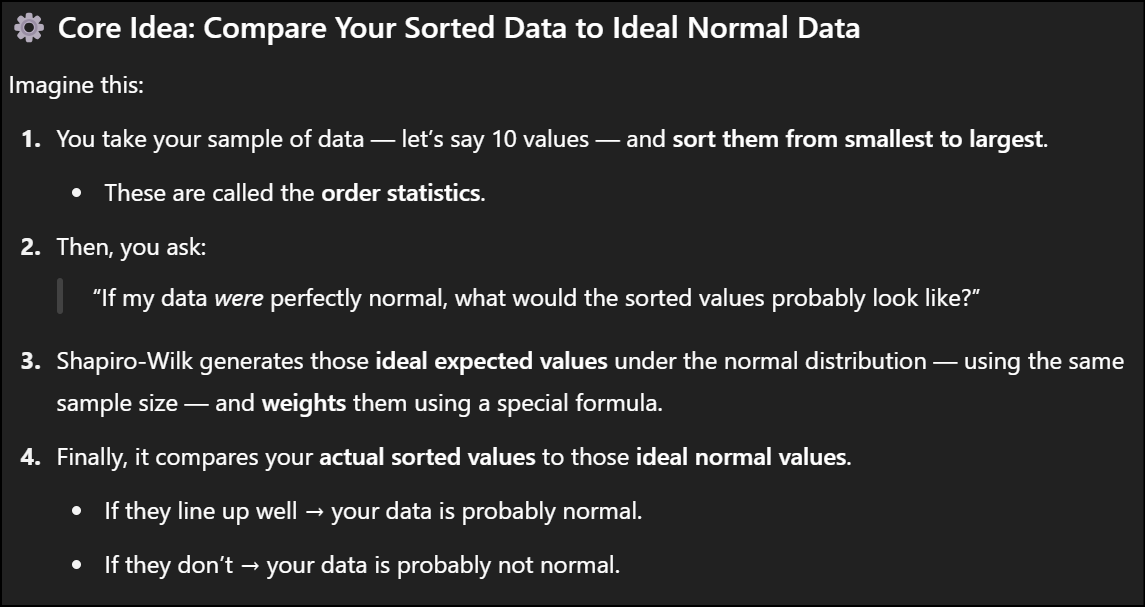 Core Idea: Compare Your Sorted Data to Ideal Normal Data
Imagine this:
1. You take your sample of data — let’s say 10 values — and sort them from smallest to largest.
• These are called the order statistics.
2. Then, you ask:
“If my data were perfectly normal, what would the sorted values probably look like?”
3. Shapiro-Wilk generates those ideal expected values under the normal distribution — using the same
sample size — and weights them using a special formula.
4. Finally, it compares your actual sorted values to those ideal normal values.
• If they line up well → your data is probably normal.
• If they don’t → your data is probably not normal.